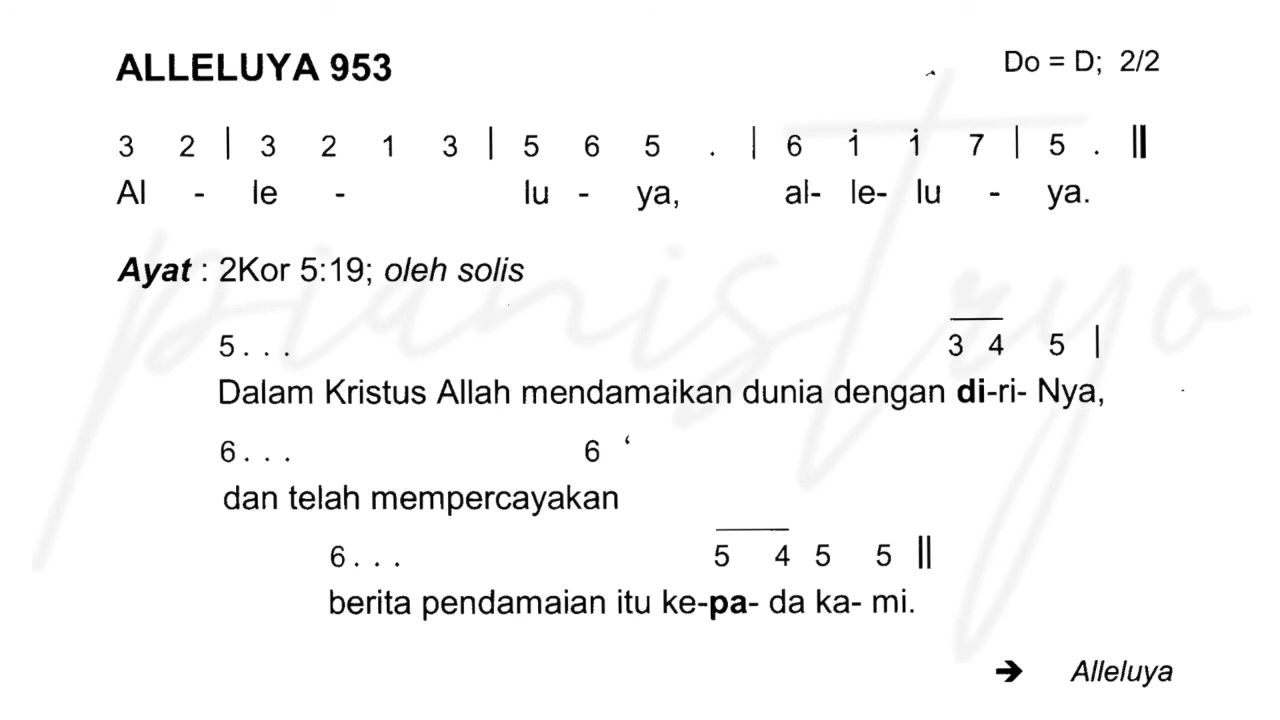 ALLELUYA 953 Do = D; 2/2
3 2 | 3 2 1 3 | 5 6 5 . | 6 1̇ 1̇ 7 | 5 . ||
Al - le - lu - ya, al- le- lu - ya.
Ayat : 2Kor 5:19; oleh solis
5 . . . 3 4 5 |
Dalam Kristus Allah mendamaikan dunia dengan di-ri- Nya,
6 . . . 6 ‘
dan telah mempercayakan
6 . . . 5 4 5 5 ||
berita pendamaian itu ke-pa- da ka- mi.
➔ Alleluya
pianistryo